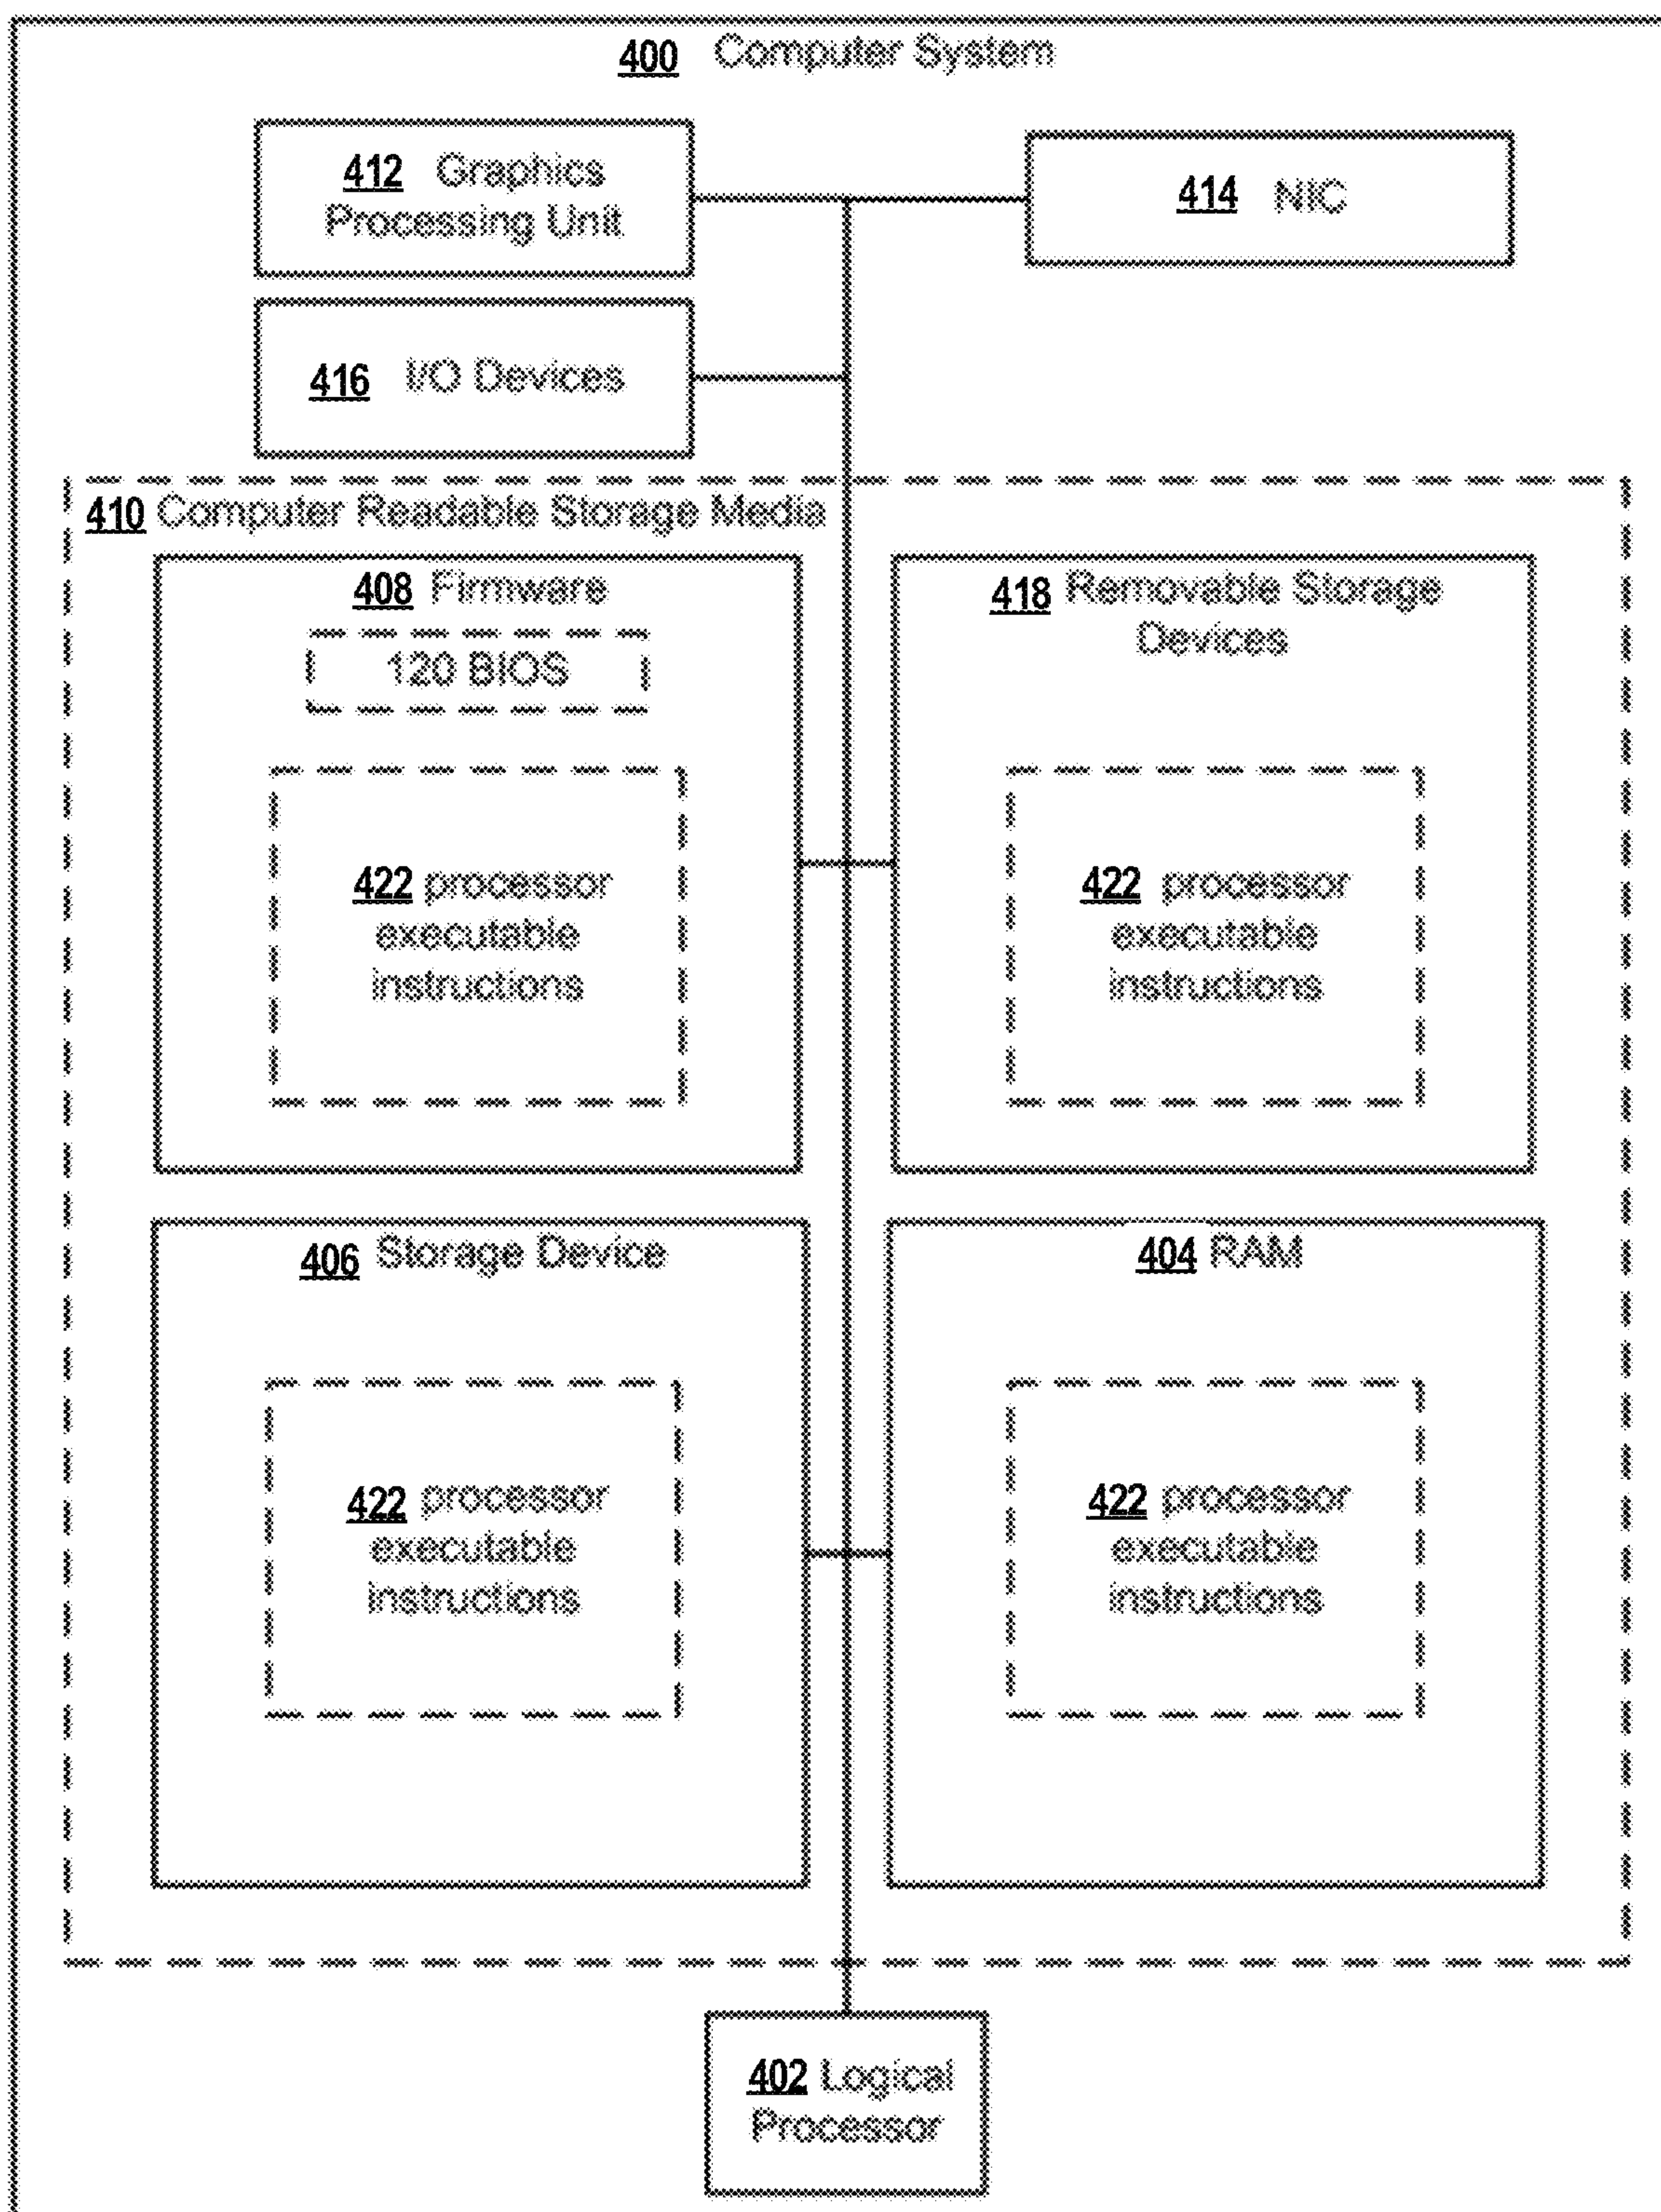 400 Computer System
412 Graphics
Processing Unit
414 NIC
416 I/O Devices
410 Computer Readable Storage Media
408 Firmware
120 BIOS
422 processor
executable
instructions
418 Removable Storage
Devices
422 processor
executable
instructions
406 Storage Device
422 processor
executable
instructions
404 RAM
422 processor
executable
instructions
402 Logical
Processor